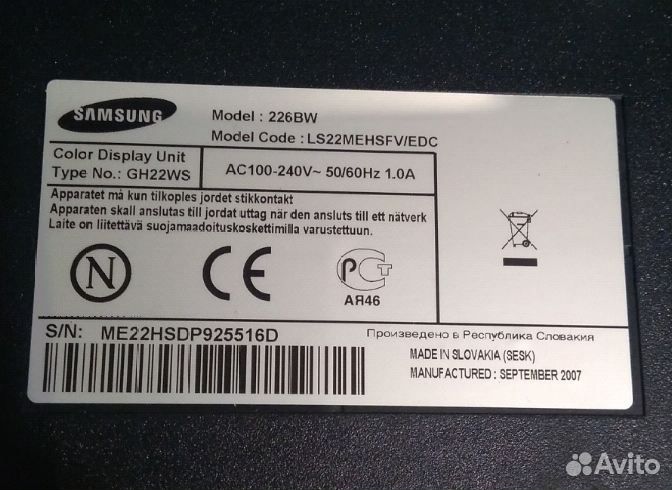 SAMSUNG
Model : 226BW
Model Code : LS22MEHSFV/EDC
Color Display Unit
Type No.: GH22WS
AC100-240V~ 50/60Hz 1.0A
Apparatet må kun tilkoples jordet stikkontakt
Apparaten skall anslutas till jordat uttag när den ansluts till ett nätverk
Laite on liitettävä suojamaadoituskoskettimilla varustettuun.
N
CE
РСТ
АЯ46
S/N: ME22HSDP925516D
Произведено в Республика Словакия
MADE IN SLOVAKIA (SESK)
MANUFACTURED : SEPTEMBER 2007
Avito